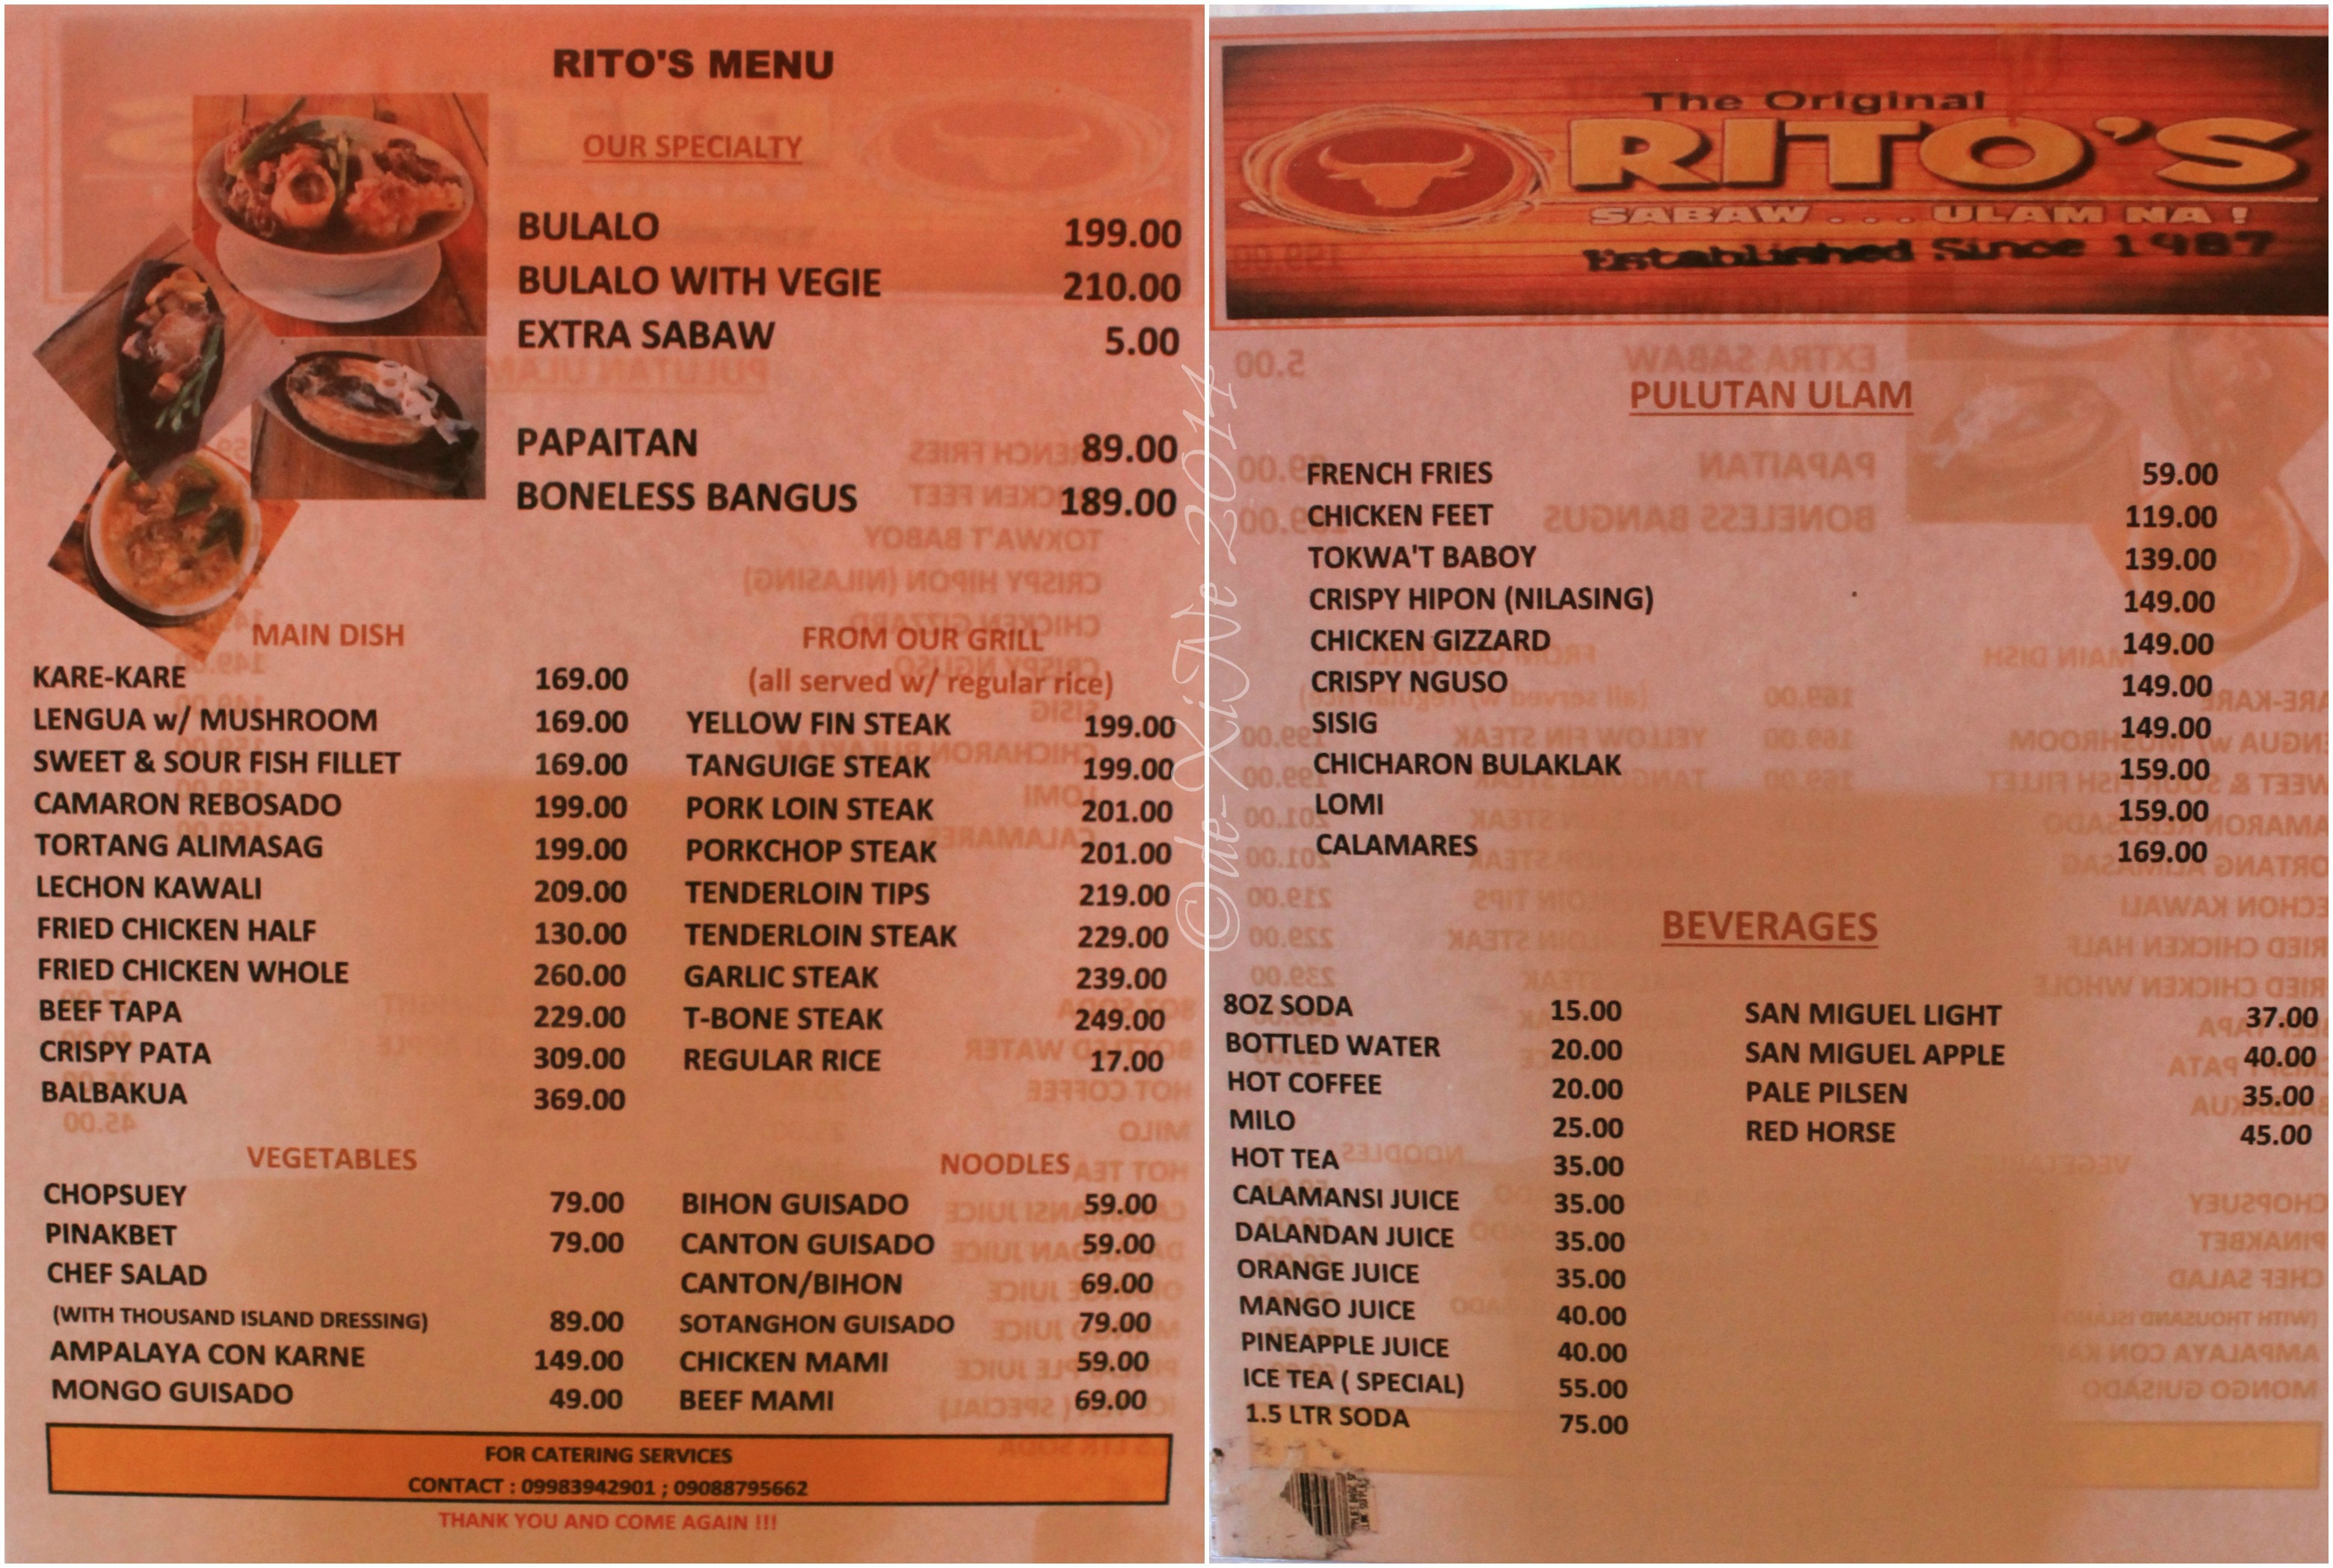 RITO'S MENU
OUR SPECIALTY
BULALO 199.00
BULALO WITH VEGIE 210.00
EXTRA SABAW 5.00
PAPAITAN 89.00
BONELESS BANGUS 189.00
MAIN DISH
KARE-KARE 169.00
LENGUA w/ MUSHROOM 169.00
SWEET & SOUR FISH FILLET 169.00
CAMARON REBOSADO 199.00
TORTANG ALIMASAG 199.00
LECHON KAWALI 209.00
FRIED CHICKEN HALF 130.00
FRIED CHICKEN WHOLE 260.00
BEEF TAPA 229.00
CRISPY PATA 309.00
BALBAKUA 369.00
FROM OUR GRILL
(all served w/ regular rice)
YELLOW FIN STEAK 199.00
TANGUIGE STEAK 199.00
PORK LOIN STEAK 201.00
PORKCHOP STEAK 201.00
TENDERLOIN TIPS 219.00
TENDERLOIN STEAK 229.00
GARLIC STEAK 239.00
T-BONE STEAK 249.00
REGULAR RICE 17.00
VEGETABLES
CHOPSUEY 79.00
PINAKBET 79.00
CHEF SALAD
(WITH THOUSAND ISLAND DRESSING) 89.00
AMPALAYA CON KARNE 149.00
MONGO GUISADO 49.00
NOODLES
BIHON GUISADO 59.00
CANTON GUISADO 59.00
CANTON/BIHON 69.00
SOTANGHON GUISADO 79.00
CHICKEN MAMI 59.00
BEEF MAMI 69.00
FOR CATERING SERVICES
CONTACT : 09983942901 ; 09088795662
THANK YOU AND COME AGAIN !!!
©de-XiNe 2014
The Original
RITO'S
SABAW . . . ULAM NA !
Established Since 1987
PULUTAN ULAM
FRENCH FRIES 59.00
CHICKEN FEET 119.00
TOKWA'T BABOY 139.00
CRISPY HIPON (NILASING) 149.00
CHICKEN GIZZARD 149.00
CRISPY NGUSO 149.00
SISIG 149.00
CHICHARON BULAKLAK 159.00
LOMI 159.00
CALAMARES 169.00
BEVERAGES
8OZ SODA 15.00
BOTTLED WATER 20.00
HOT COFFEE 20.00
MILO 25.00
HOT TEA 35.00
CALAMANSI JUICE 35.00
DALANDAN JUICE 35.00
ORANGE JUICE 35.00
MANGO JUICE 40.00
PINEAPPLE JUICE 40.00
ICE TEA ( SPECIAL) 55.00
1.5 LTR SODA 75.00
SAN MIGUEL LIGHT 37.00
SAN MIGUEL APPLE 40.00
PALE PILSEN 35.00
RED HORSE 45.00